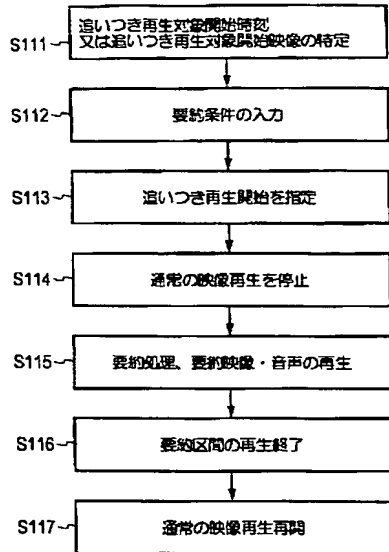 S111
追いつき再生対象開始時刻
又は追いつき再生対象開始映像の特定
S112
要約条件の入力
S113
追いつき再生開始を指定
S114
通常の映像再生を停止
S115
要約処理、要約映像・音声の再生
S116
要約区間の再生終了
S117
通常の映像再生再開